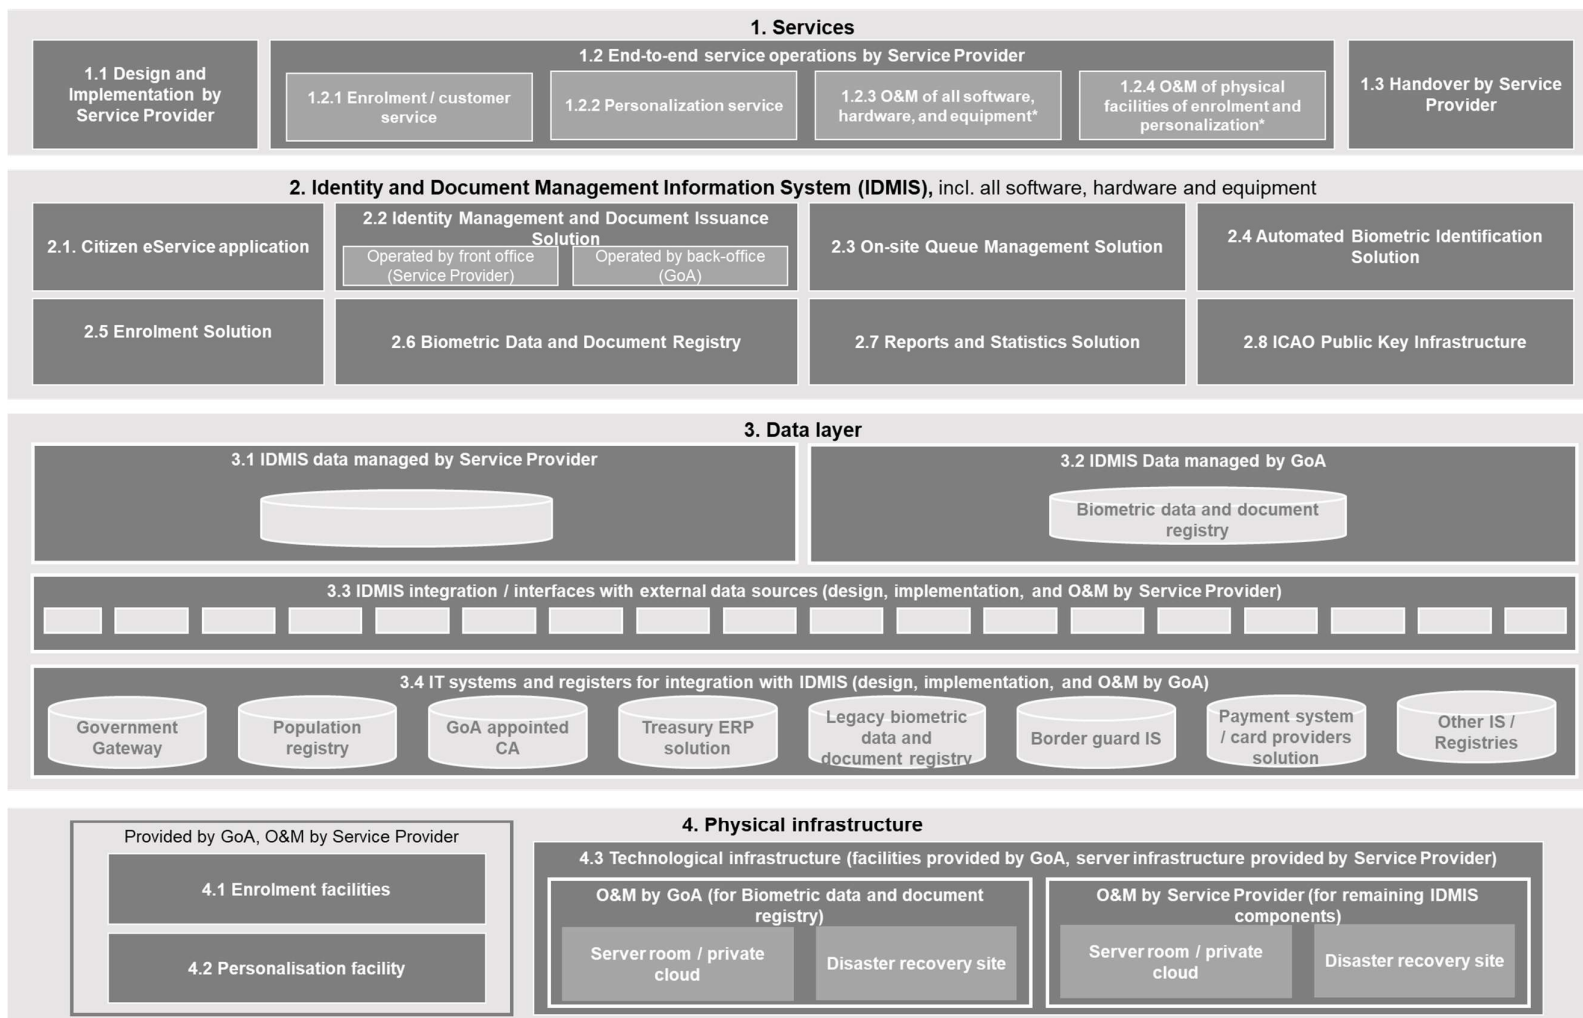 1. Services
1.1 Design and
Implementation by
Service Provider
1.2 End-to-end service operations by Service Provider
1.2.1 Enrolment / customer
service
1.2.2 Personalization service
1.2.3 O&M of all software,
hardware, and equipment*
1.2.4 O&M of physical
facilities of enrolment and
personalization*
1.3 Handover by Service
Provider
2. Identity and Document Management Information System (IDMIS), incl. all software, hardware and equipment
2.1. Citizen eService application
2.2 Identity Management and Document Issuance
Solution
Operated by front office
(Service Provider)
Operated by back-office
(GoA)
2.3 On-site Queue Management Solution
2.4 Automated Biometric Identification
Solution
2.5 Enrolment Solution
2.6 Biometric Data and Document Registry
2.7 Reports and Statistics Solution
2.8 ICAO Public Key Infrastructure
3. Data layer
3.1 IDMIS data managed by Service Provider
3.2 IDMIS Data managed by GoA
Biometric data and document
registry
3.3 IDMIS integration / interfaces with external data sources (design, implementation, and O&M by Service Provider)
3.4 IT systems and registers for integration with IDMIS (design, implementation, and O&M by GoA)
Government
Gateway
Population
registry
GoA appointed
CA
Treasury ERP
solution
Legacy biometric
data and
document registry
Border guard IS
Payment system
/ card providers
solution
Other IS /
Registries
4. Physical infrastructure
Provided by GoA, O&M by Service Provider
4.1 Enrolment facilities
4.2 Personalisation facility
4.3 Technological infrastructure (facilities provided by GoA, server infrastructure provided by Service Provider)
O&M by GoA (for Biometric data and document
registry)
Server room / private
cloud
Disaster recovery site
O&M by Service Provider (for remaining IDMIS
components)
Server room / private
cloud
Disaster recovery site